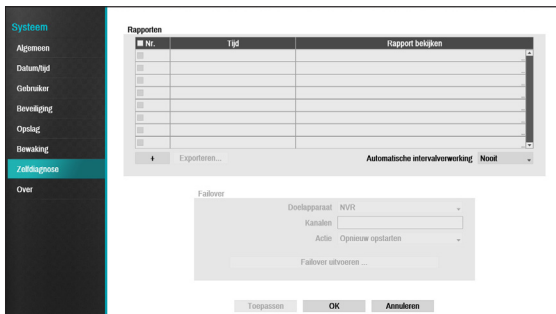 Systeem
Algemeen
Datum/tijd
Gebruiker
Beveiliging
Opslag
Bewaking
Zelfdiagnose
Over
Rapporten
Nr. Tijd Rapport bekijken
+ Exporteren... Automatische intervalverwerking Nooit
Failover
Doelapparaat NVR
Kanalen
Actie Opnieuw opstarten
Failover uitvoeren ...
Toepassen OK Annuleren